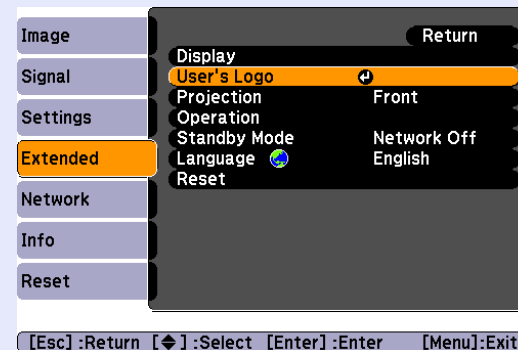 Image
Signal
Settings
Extended
Network
Info
Reset
Return
Display
User's Logo
Projection Front
Operation
Standby Mode Network Off
Language English
Reset
[Esc] :Return [◆] :Select [Enter] :Enter [Menu]:Exit